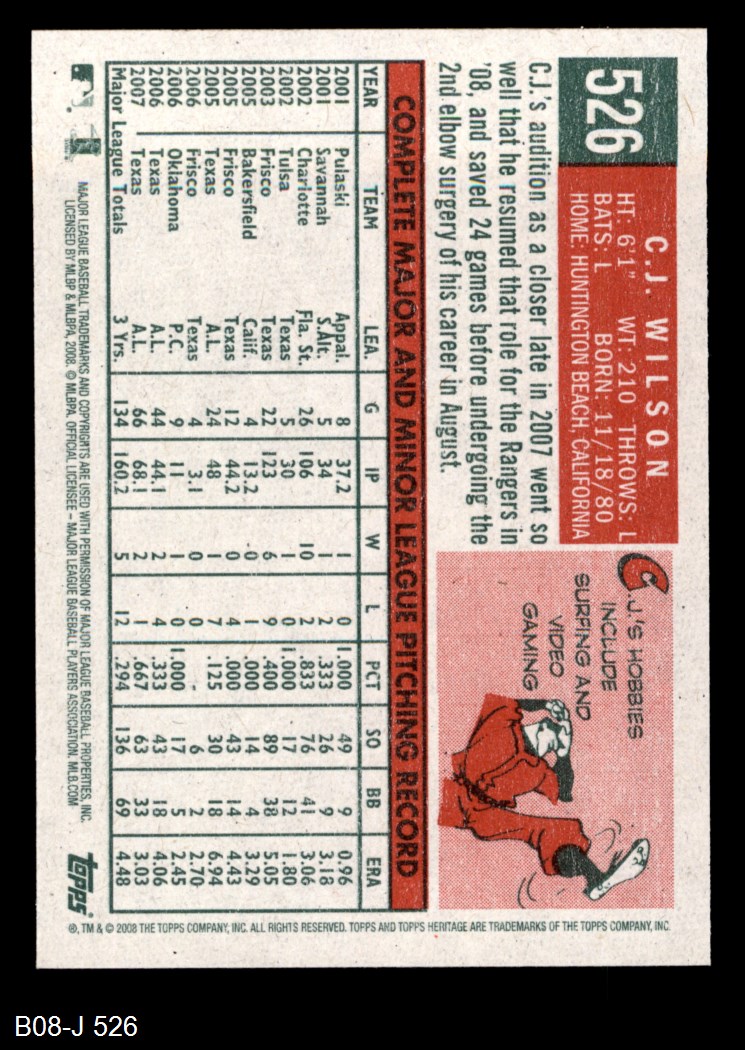 526
C.J. WILSON
HT: 6'1" WT: 210 THROWS: L
BATS: L BORN: 11/18/80
HOME: HUNTINGTON BEACH, CALIFORNIA
C.J.'s audition as a closer late in 2007 went so
well that he resumed that role for the Rangers in
'08, and saved 24 games before undergoing the
2nd elbow surgery of his career in August.
C.J.'S HOBBIES
INCLUDE
SURFING AND
VIDEO
GAMING
COMPLETE MAJOR AND MINOR LEAGUE PITCHING RECORD
YEAR TEAM LEA. G IP W L PCT SO BB ERA
2001 Pulaski Appal. 8 37.2 1 0 1.000 49 9 0.96
2001 Savannah S.Atl. 5 34 1 2 .333 26 9 3.18
2002 Charlotte Fla. St. 26 106 10 2 .833 76 41 3.06
2002 Tulsa Texas 5 30 1 0 1.000 17 12 1.80
2003 Frisco Texas 22 123 6 9 .400 89 38 5.05
2005 Bakersfield Calif. 4 13.2 0 1 .000 14 4 3.29
2005 Frisco Texas 12 44.2 0 4 .000 43 14 4.43
2005 Texas A.L. 24 48 1 7 .125 30 18 6.94
2006 Frisco Texas 4 3.1 0 0 - 6 2 2.70
2006 Oklahoma P.C. 9 11 1 0 1.000 17 5 2.45
2006 Texas A.L. 44 44.1 2 4 .333 43 18 4.06
2007 Texas A.L. 66 68.1 2 1 .667 63 33 3.03
Major League Totals 3 Yrs. 134 160.2 5 12 .294 136 69 4.48
MAJOR LEAGUE BASEBALL TRADEMARKS AND COPYRIGHTS ARE USED WITH PERMISSION OF MAJOR LEAGUE BASEBALL PROPERTIES, INC.
LICENSED BY MLBP & MLBPA, 2008. © MLBPA. OFFICIAL LICENSEE – MAJOR LEAGUE BASEBALL PLAYERS ASSOCIATION. MLB.COM
topps
®, TM & © 2008 THE TOPPS COMPANY, INC. ALL RIGHTS RESERVED. TOPPS AND TOPPS HERITAGE ARE TRADEMARKS OF THE TOPPS COMPANY, INC.
B08-J 526